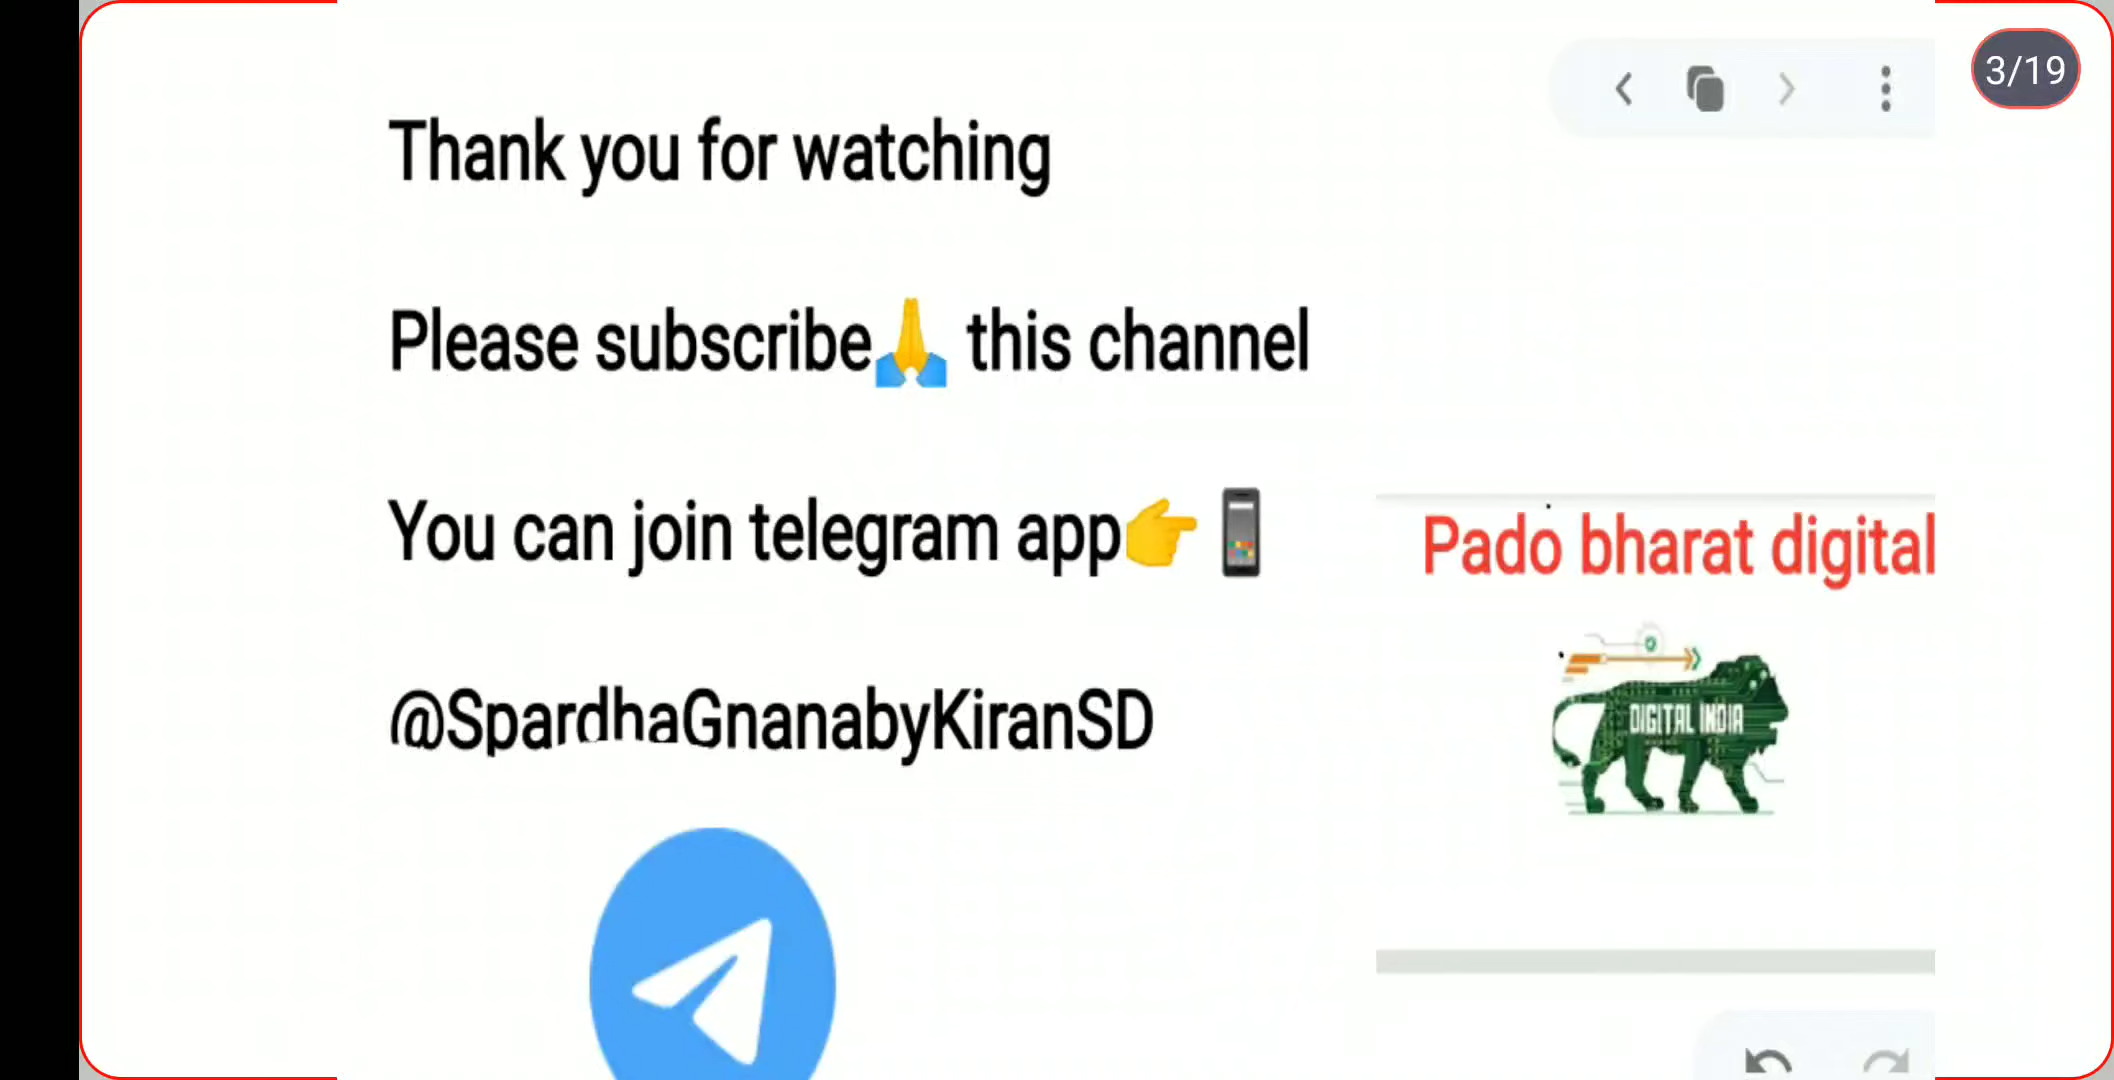 3/19
Thank you for watching
Please subscribe🙏 this channel
You can join telegram app👉📱
@SpardhaGnanabyKiranSD
Pado bharat digital
DIGITAL INDIA